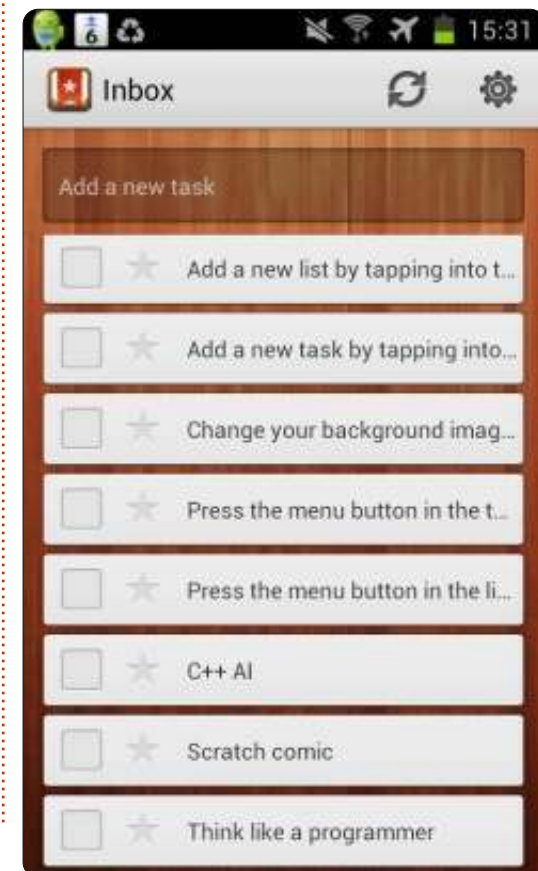 6 15:31
Inbox
Add a new task
Add a new list by tapping into t...
Add a new task by tapping into...
Change your background imag...
Press the menu button in the t...
Press the menu button in the li...
C++ AI
Scratch comic
Think like a programmer